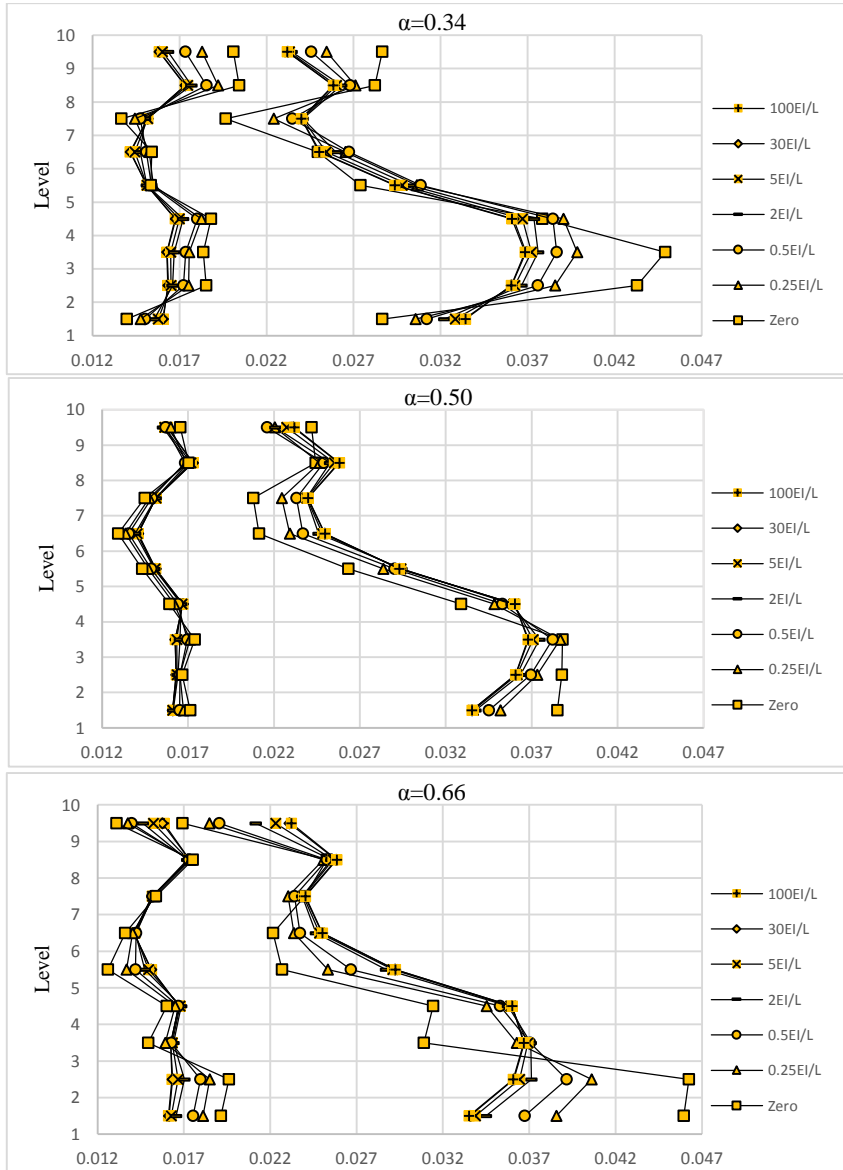 α=0.34
10
9
8
7
6
5
4
3
2
1
Level
0.012 0.017 0.022 0.027 0.032 0.037 0.042 0.047
100EI/L
30EI/L
5EI/L
2EI/L
0.5EI/L
0.25EI/L
Zero
α=0.50
10
9
8
7
6
5
4
3
2
1
Level
0.012 0.017 0.022 0.027 0.032 0.037 0.042 0.047
100EI/L
30EI/L
5EI/L
2EI/L
0.5EI/L
0.25EI/L
Zero
α=0.66
10
9
8
7
6
5
4
3
2
1
Level
0.012 0.017 0.022 0.027 0.032 0.037 0.042 0.047
100EI/L
30EI/L
5EI/L
2EI/L
0.5EI/L
0.25EI/L
Zero